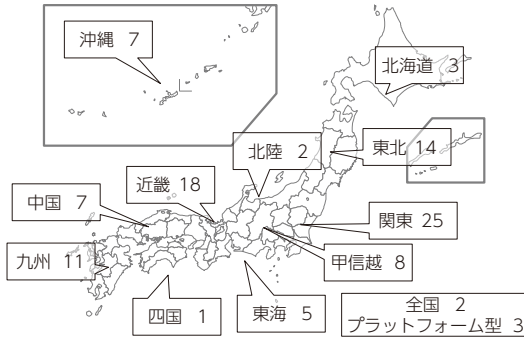 沖縄 7
北海道 3
北陸 2
東北 14
近畿 18
中国 7
関東 25
九州 11
甲信越 8
四国 1
東海 5
全国 2
プラットフォーム型 3